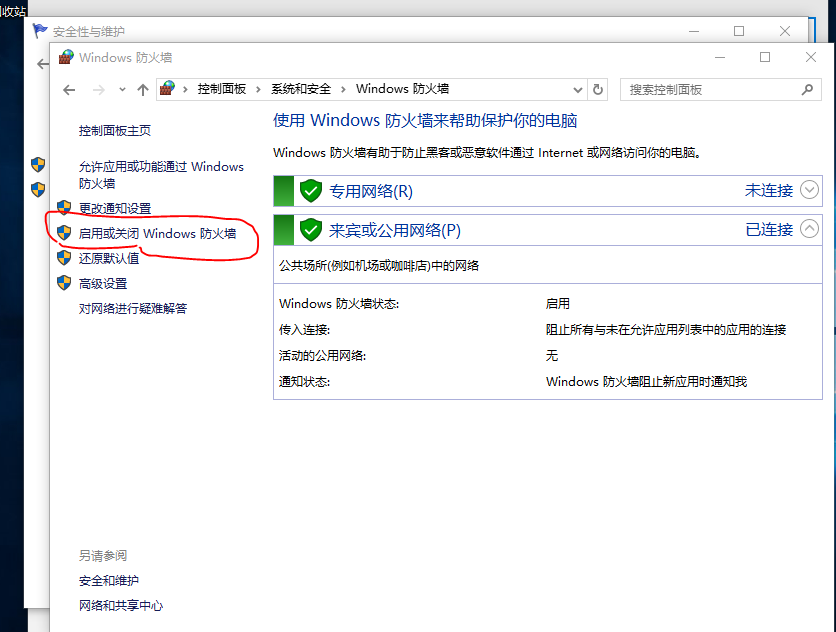 收站
安全性与维护
Windows 防火墙
控制面板
系统和安全
Windows 防火墙
搜索控制面板
控制面板主页
允许应用或功能通过 Windows
防火墙
更改通知设置
启用或关闭 Windows 防火墙
还原默认值
高级设置
对网络进行疑难解答
使用 Windows 防火墙来帮助保护你的电脑
Windows 防火墙有助于防止黑客或恶意软件通过 Internet 或网络访问你的电脑。
专用网络(R) 未连接
来宾或公用网络(P) 已连接
公共场所(例如机场或咖啡店)中的网络
Windows 防火墙状态: 启用
传入连接: 阻止所有与未在允许应用列表中的应用的连接
活动的公用网络: 无
通知状态: Windows 防火墙阻止新应用时通知我
另请参阅
安全和维护
网络和共享中心